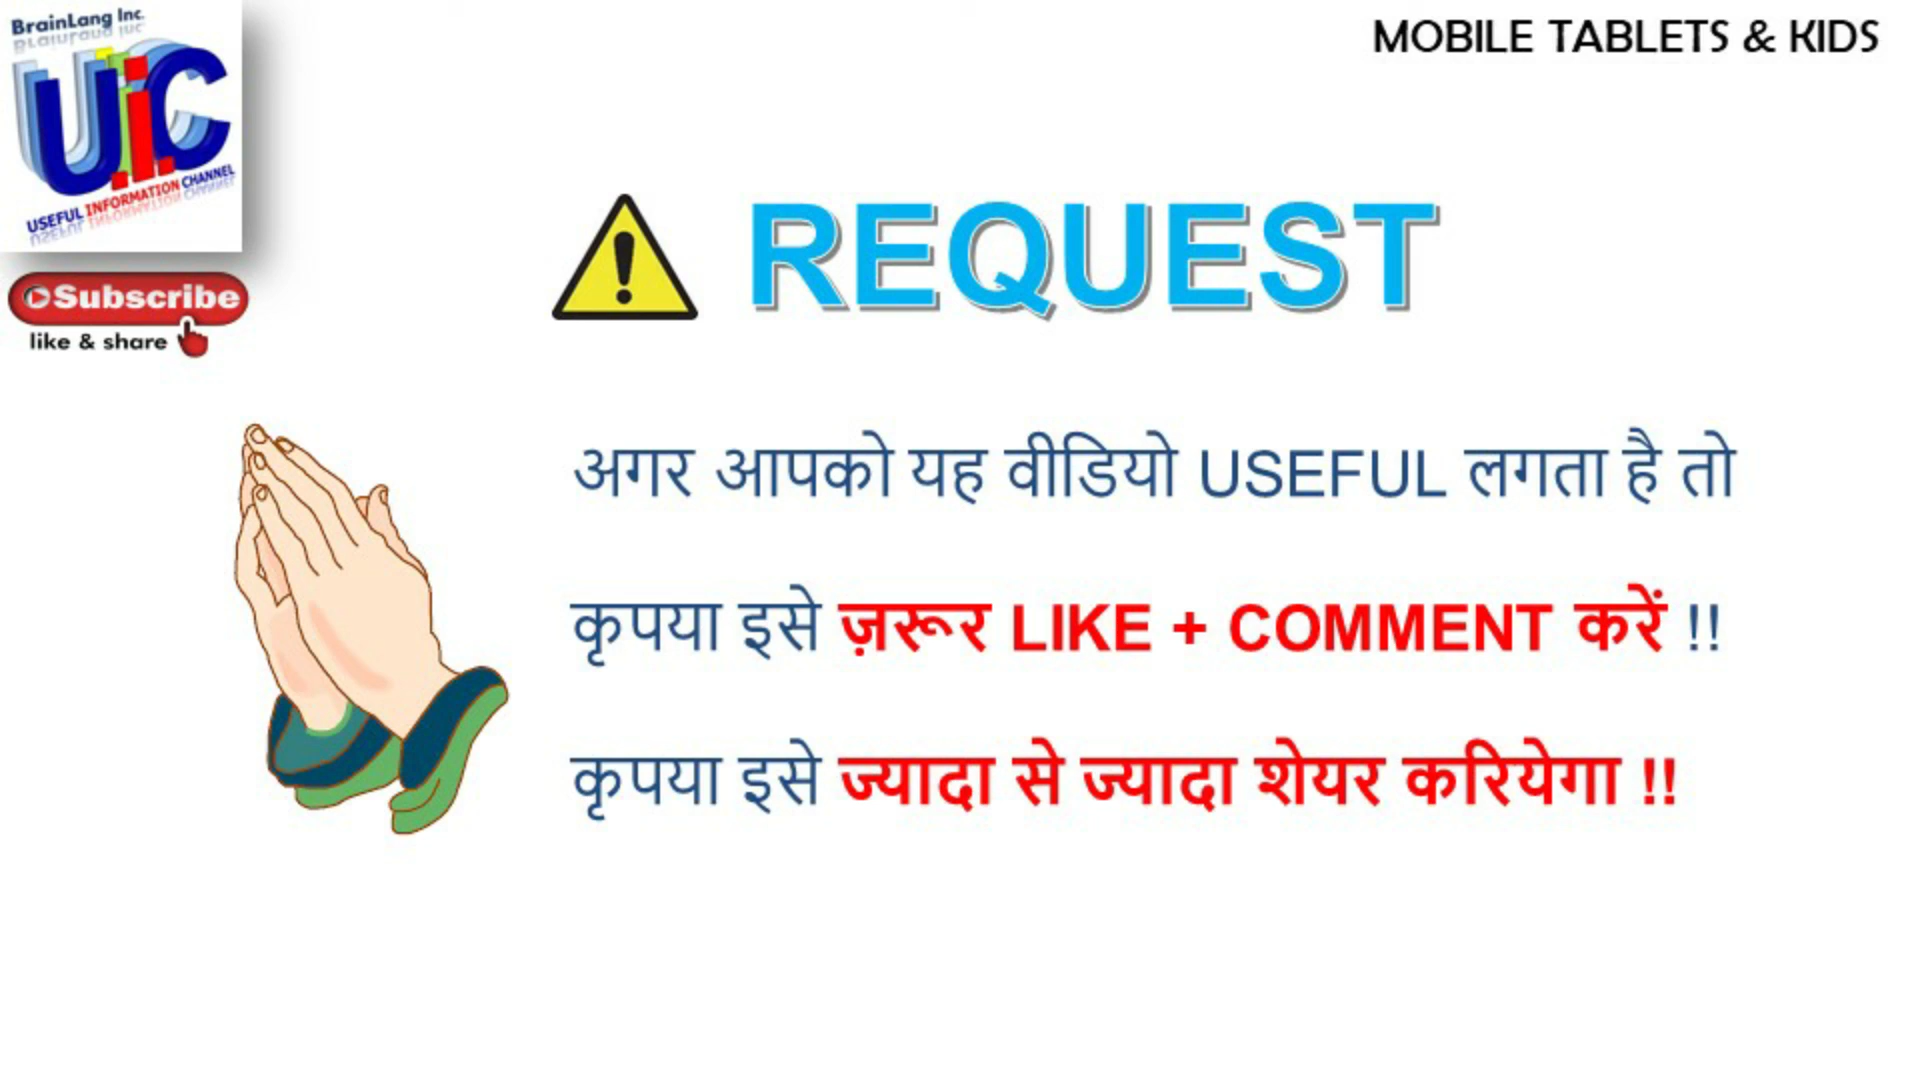 BrainLang Inc.
U.i.C
USEFUL INFORMATION CHANNEL
Subscribe
like & share
MOBILE TABLETS & KIDS
REQUEST
अगर आपको यह वीडियो USEFUL लगता है तो
कृपया इसे ज़रूर LIKE + COMMENT करें !!
कृपया इसे ज्यादा से ज्यादा शेयर करियेगा !!